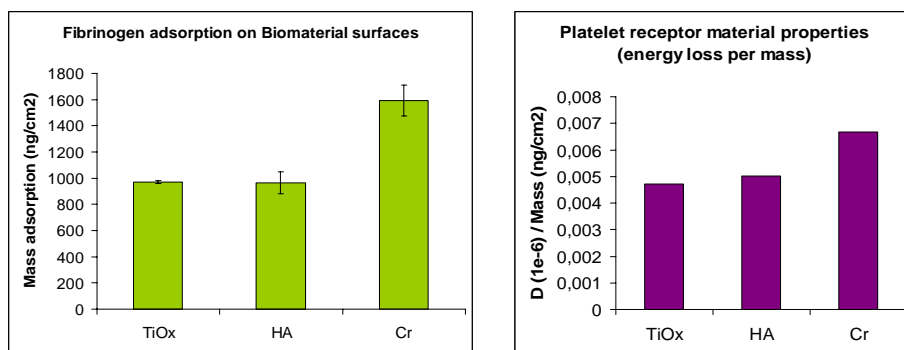 Fibrinogen adsorption on Biomaterial surfaces
Mass adsorption (ng/cm2)
1800
1600
1400
1200
1000
800
600
400
200
0
TiOx HA Cr
Platelet receptor material properties
(energy loss per mass)
D (1e-6) / Mass (ng/cm2)
0,008
0,007
0,006
0,005
0,004
0,003
0,002
0,001
0
TiOx HA Cr